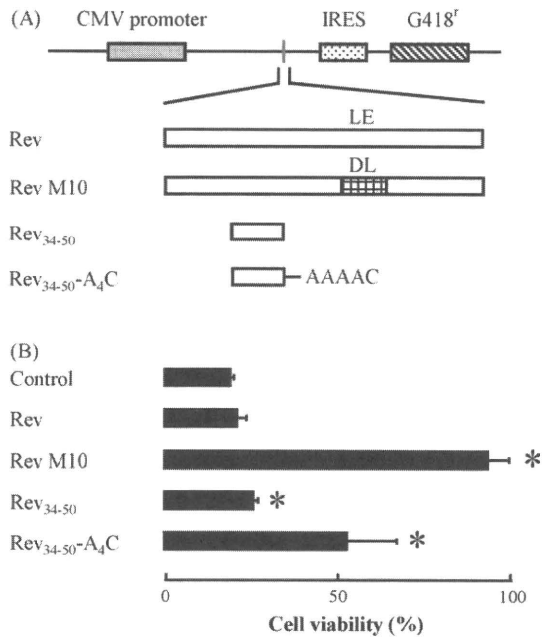 (A)
CMV promoter IRES G418r
LE
Rev
DL
Rev M10
Rev34-50
Rev34-50-A4C AAAAC
(B)
Control
Rev
Rev M10 *
Rev34-50 *
Rev34-50-A4C *
0 50 100
Cell viability (%)